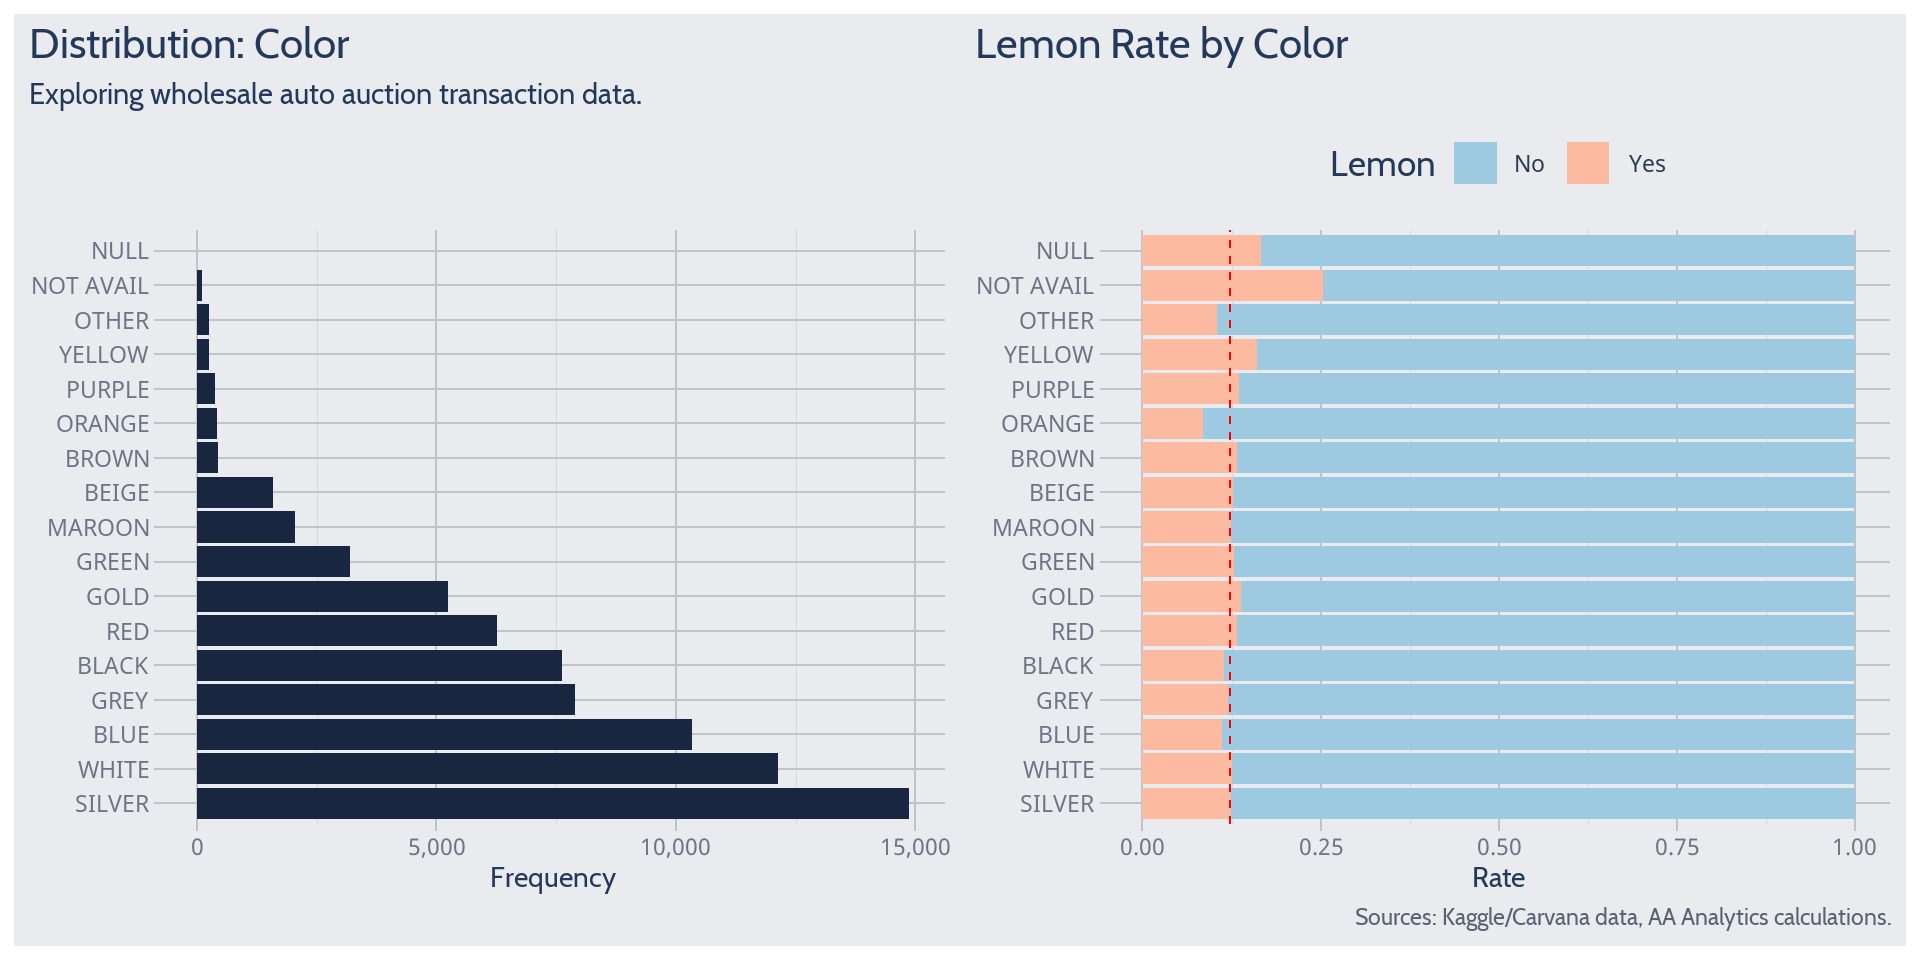 Distribution: Color
Exploring wholesale auto auction transaction data.
NULL
NOT AVAIL
OTHER
YELLOW
PURPLE
ORANGE
BROWN
BEIGE
MAROON
GREEN
GOLD
RED
BLACK
GREY
BLUE
WHITE
SILVER
0 5,000 10,000 15,000
Frequency
Lemon Rate by Color
Lemon No Yes
NULL
NOT AVAIL
OTHER
YELLOW
PURPLE
ORANGE
BROWN
BEIGE
MAROON
GREEN
GOLD
RED
BLACK
GREY
BLUE
WHITE
SILVER
0.00 0.25 0.50 0.75 1.00
Rate
Sources: Kaggle/Carvana data, AA Analytics calculations.